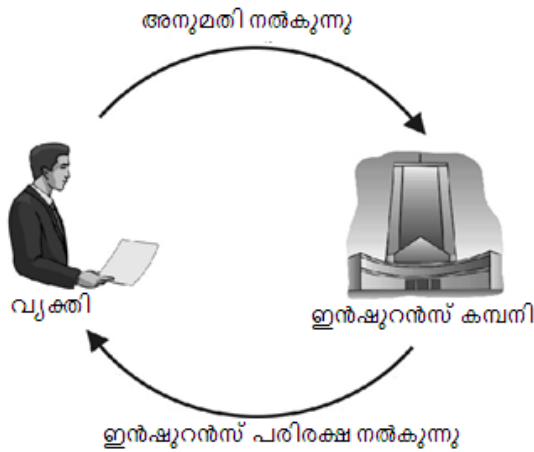 അനുമതി നൽകുന്നു
വ്യക്തി
ഇൻഷുറൻസ് കമ്പനി
ഇൻഷുറൻസ് പരിരക്ഷ നൽകുന്നു